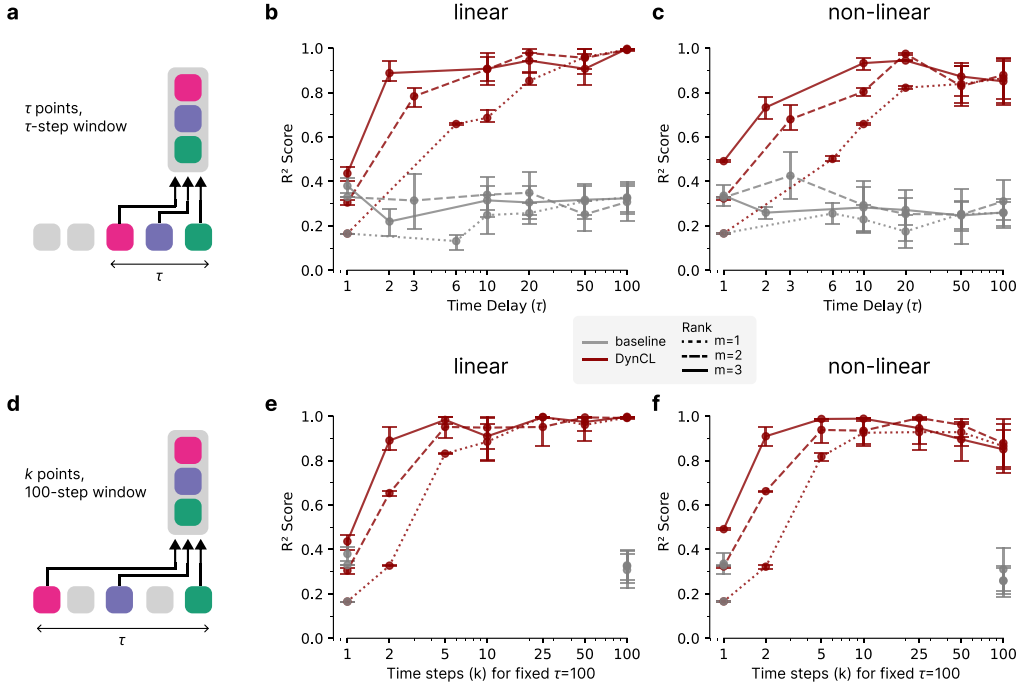 a
τ points,
τ-step window
τ
b
linear
R² Score
1.0
0.8
0.6
0.4
0.2
0.0
1 2 3 6 10 20 50 100
Time Delay (τ)
c
non-linear
R² Score
1.0
0.8
0.6
0.4
0.2
0.0
1 2 3 6 10 20 50 100
Time Delay (τ)
baseline
DynCL
Rank
m=1
m=2
m=3
d
k points,
100-step window
τ
e
linear
R² Score
1.0
0.8
0.6
0.4
0.2
0.0
1 2 5 10 25 50 100
Time steps (k) for fixed τ=100
f
non-linear
R² Score
1.0
0.8
0.6
0.4
0.2
0.0
1 2 5 10 25 50 100
Time steps (k) for fixed τ=100